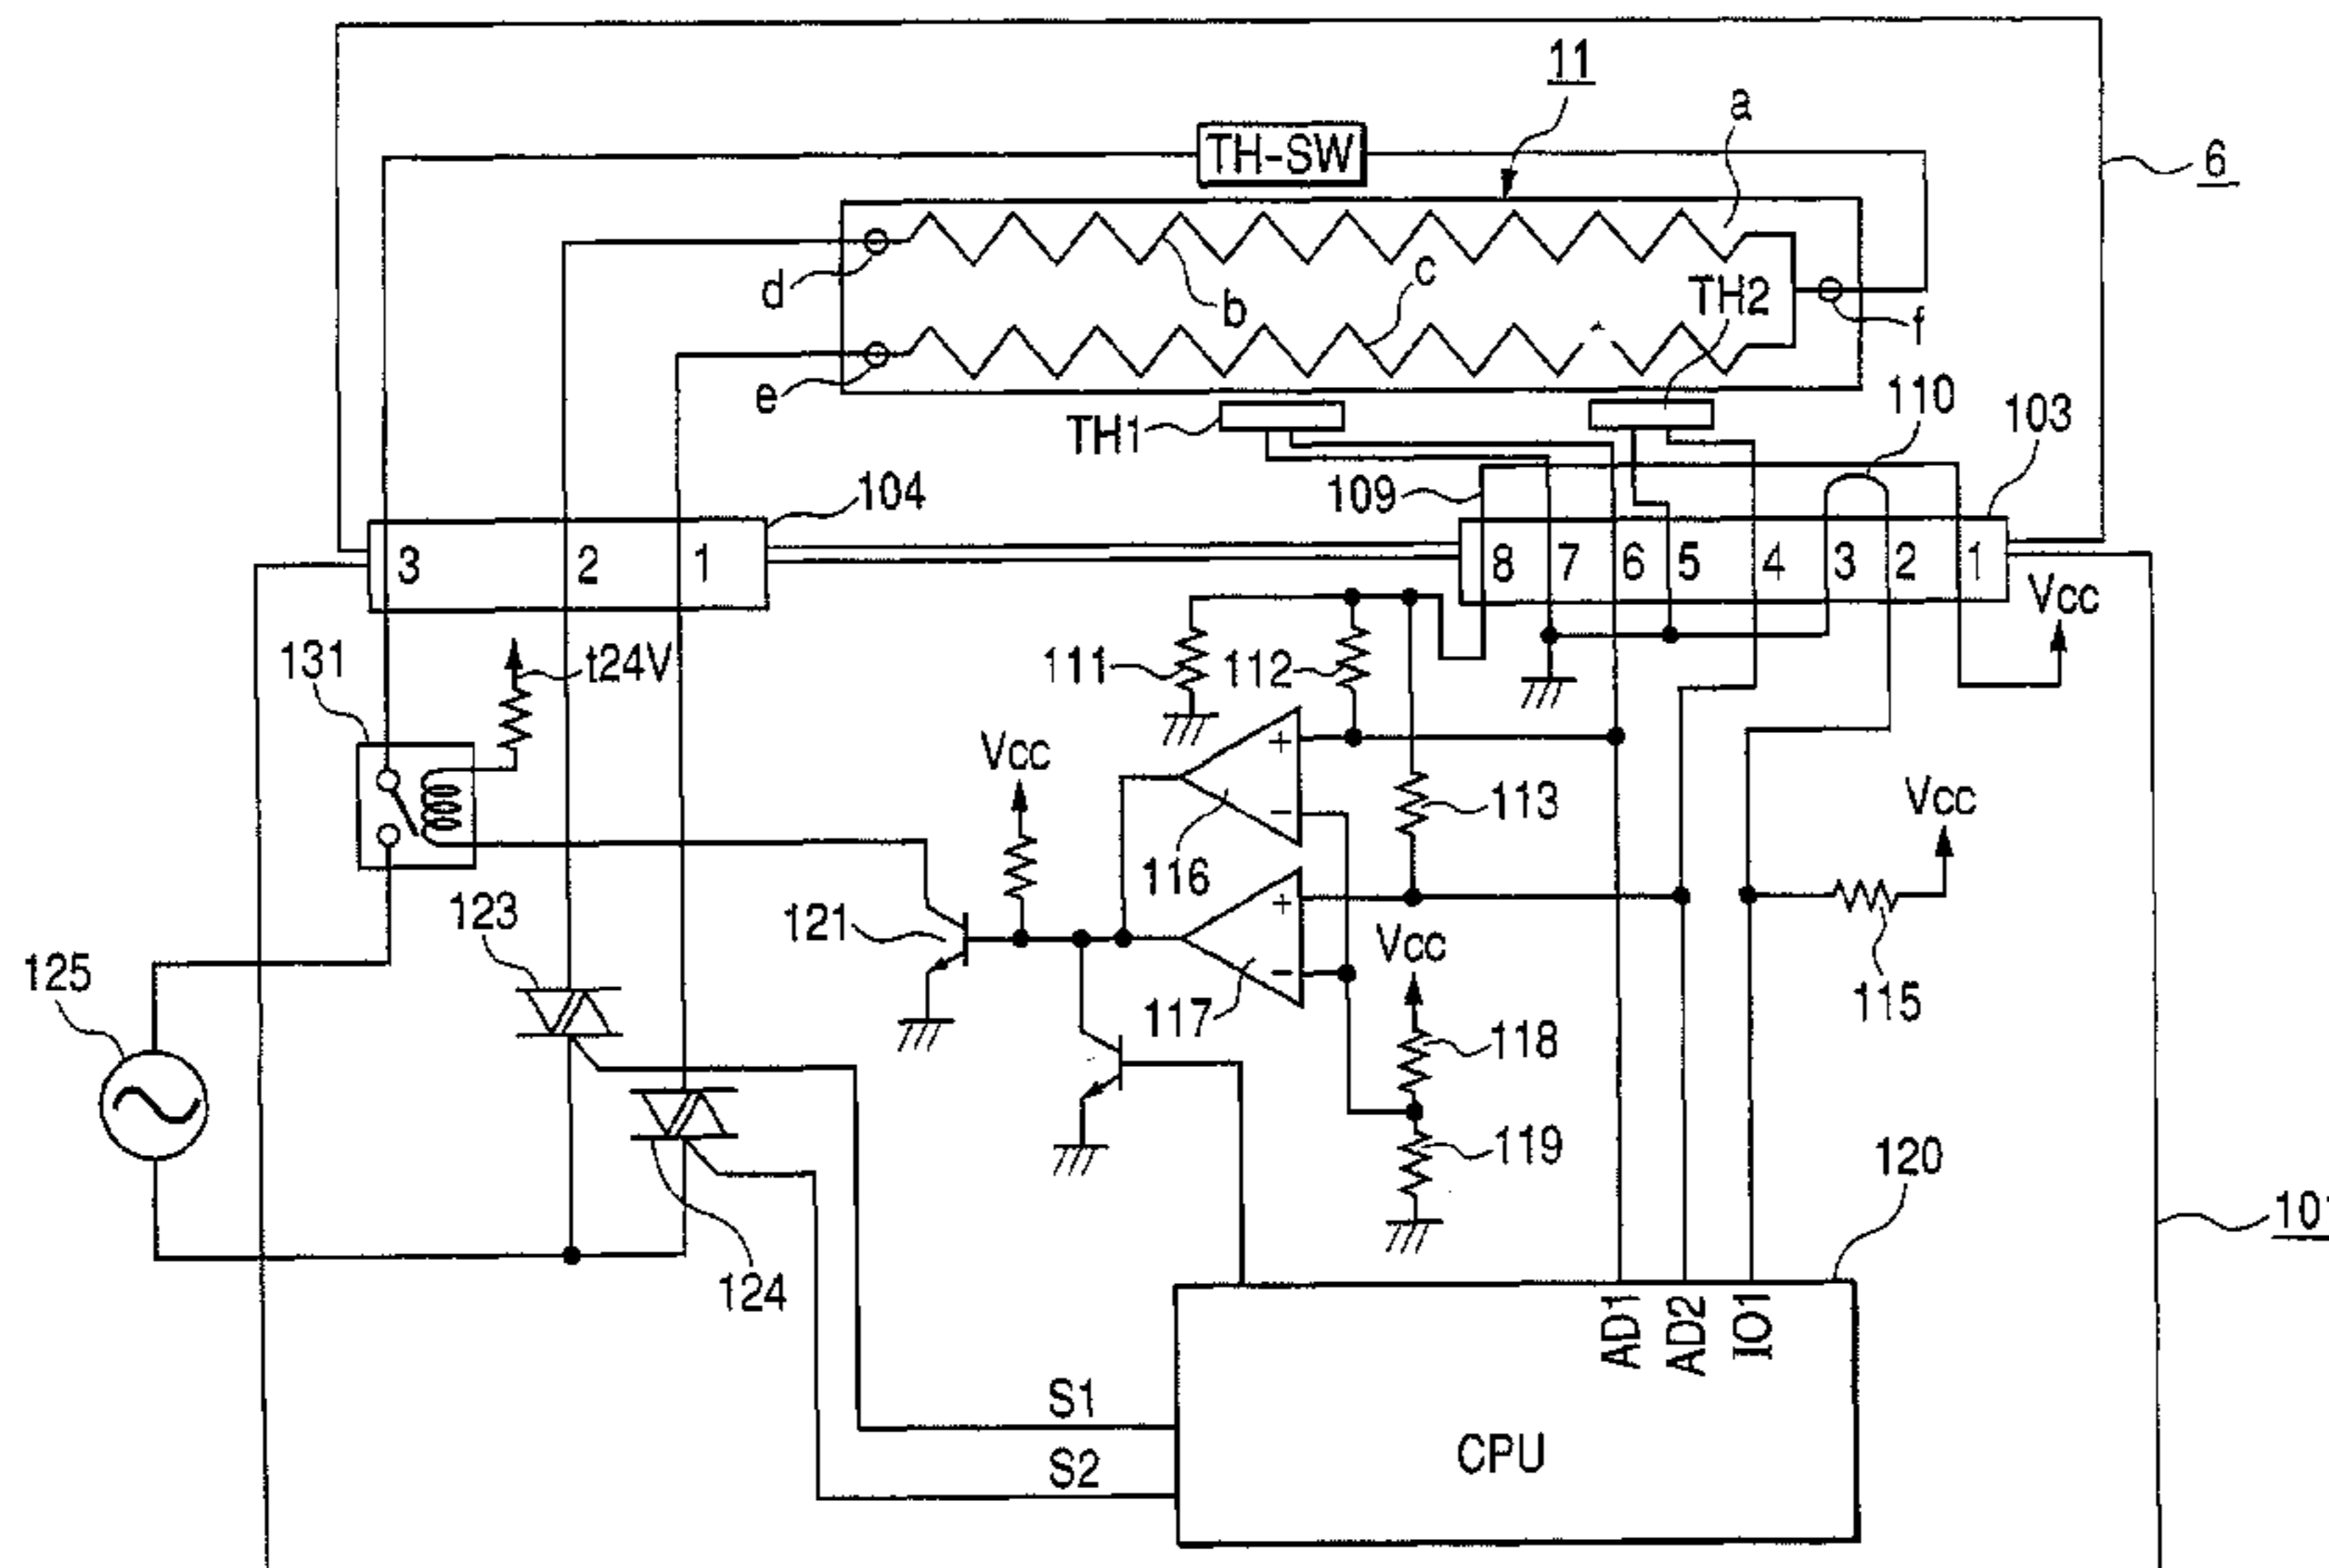 11
a
TH-SW
6
d
b
c
TH2
f
e
TH1
110
103
109
104
3 2 1
8 7 6 5 4 3 2 1
Vcc
131
t24V
111
112
+
Vcc
−
113
Vcc
116
123
121
+
Vcc
−
115
125
117
118
119
120
101
124
AD1
AD2
IO1
S1
CPU
S2